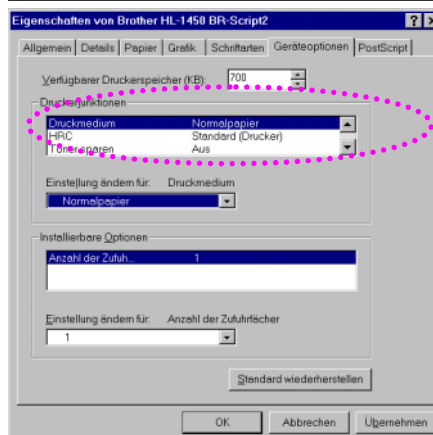 Eigenschaften von Brother HL-1450 BR-Script2
Allgemein Details Papier Grafik Schriftarten Geräteoptionen PostScript
Verfügbarer Druckerspeicher (KB): 700
Druckerfunktionen
Druckmedium Normalpapier
HRC Standard (Drucker)
Toner sparen Aus
Einstellung ändern für: Druckmedium
Normalpapier
Installierbare Optionen
Anzahl der Zufuh... 1
Einstellung ändern für: Anzahl der Zufuhrfächer
1
Standard wiederherstellen
OK Abbrechen Übernehmen